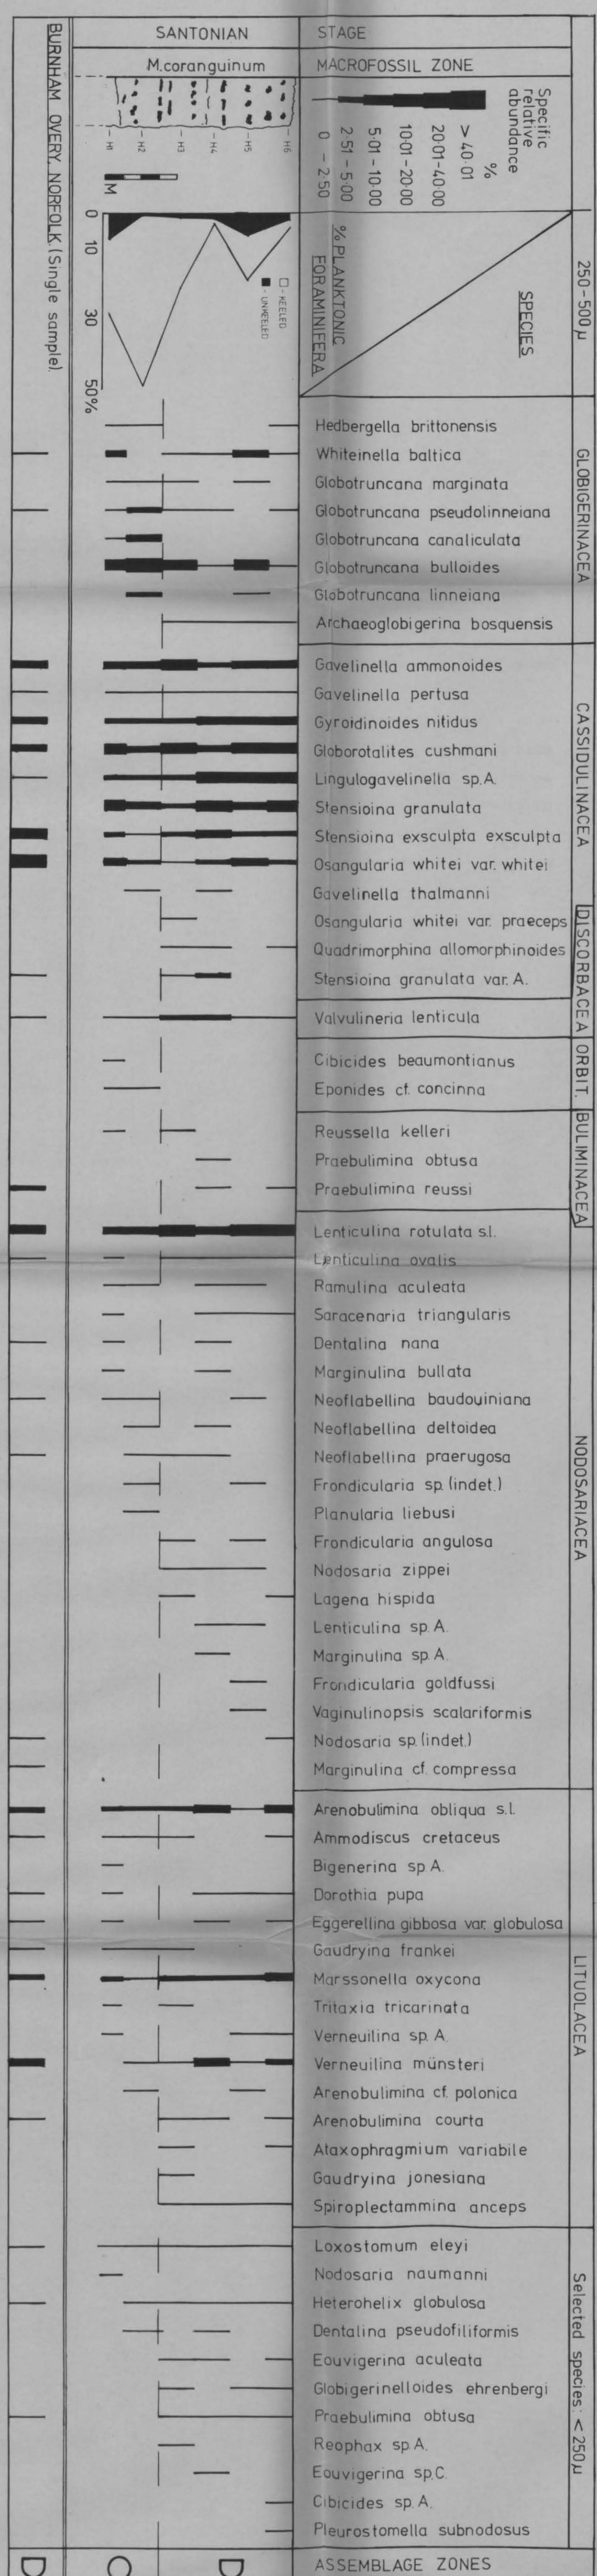 SANTONIAN
STAGE
M.coranguinum
MACROFOSSIL ZONE
Specific
relative
abundance
%
> 40·01
20·01-40·00
10·01-20·00
5·01-10·00
2·51-5·00
0 - 2·50
H1
H2
H3
H4
H5
H6
M
0
10
30
50%
□ - KEELED
■ - UNKEELED
% PLANKTONIC
FORAMINIFERA
SPECIES
250-500μ
BURNHAM OVERY, NORFOLK. (Single sample).
GLOBIGERINACEA
Hedbergella brittonensis
Whiteinella baltica
Globotruncana marginata
Globotruncana pseudolinneiana
Globotruncana canaliculata
Globotruncana bulloides
Globotruncana linneiana
Archaeoglobigerina bosquensis
CASSIDULINACEA
Gavelinella ammonoides
Gavelinella pertusa
Gyroidinoides nitidus
Globorotalites cushmani
Lingulogavelinella sp.A.
Stensioina granulata
Stensioina exsculpta exsculpta
Osangularia whitei var. whitei
Gavelinella thalmanni
Osangularia whitei var. praeceps
Quadrimorphina allomorphinoides
Stensioina granulata var. A.
DISCORBACEA
Valvulineria lenticula
ORBIT.
Cibicides beaumontianus
Eponides cf. concinna
BULIMINACEA
Reussella kelleri
Praebulimina obtusa
Praebulimina reussi
NODOSARIACEA
Lenticulina rotulata s.l.
Lenticulina ovalis
Ramulina aculeata
Saracenaria triangularis
Dentalina nana
Marginulina bullata
Neoflabellina baudouiniana
Neoflabellina deltoidea
Neoflabellina praerugosa
Frondicularia sp. (indet.)
Planularia liebusi
Frondicularia angulosa
Nodosaria zippei
Lagena hispida
Lenticulina sp. A.
Marginulina sp. A.
Frondicularia goldfussi
Vaginulinopsis scalariformis
Nodosaria sp. (indet.)
Marginulina cf. compressa
LITUOLACEA
Arenobulimina obliqua s.l.
Ammodiscus cretaceus
Bigenerina sp A.
Dorothia pupa
Eggerellina gibbosa var. globulosa
Gaudryina frankei
Marssonella oxycona
Tritaxia tricarinata
Verneuilina sp. A.
Verneuilina münsteri
Arenobulimina cf. polonica
Arenobulimina courta
Ataxophragmium variabile
Gaudryina jonesiana
Spiroplectammina anceps
Selected species: < 250μ
Loxostomum eleyi
Nodosaria naumanni
Heterohelix globulosa
Dentalina pseudofiliformis
Eouvigerina aculeata
Globigerinelloides ehrenbergi
Praebulimina obtusa
Reophax sp. A.
Eouvigerina sp.C.
Cibicides sp. A.
Pleurostomella subnodosus
D
C
D
ASSEMBLAGE ZONES